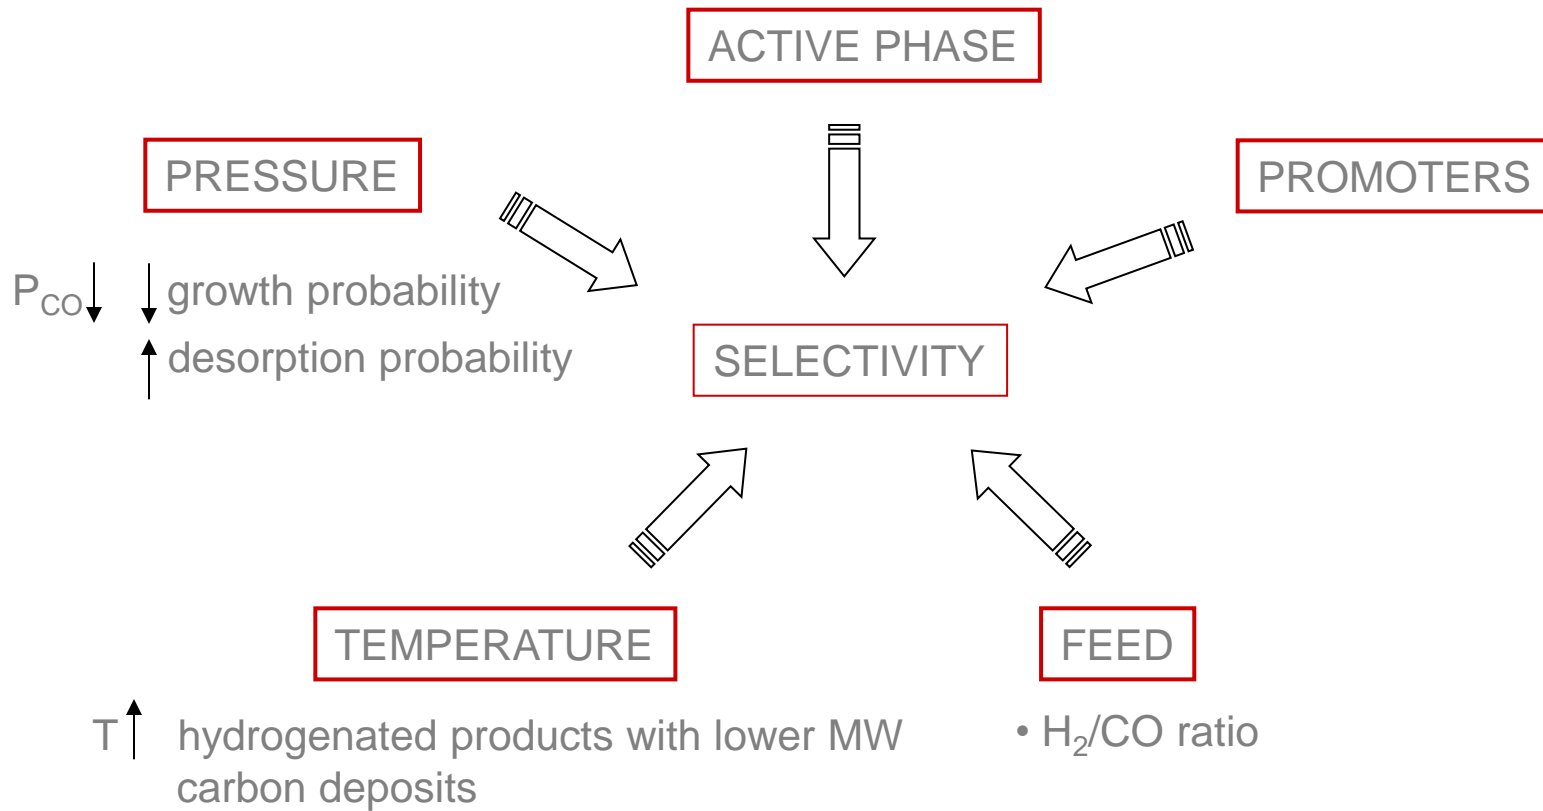 ACTIVE PHASE
PRESSURE
PROMOTERS
P_CO↓ ↓ growth probability
↑ desorption probability
SELECTIVITY
TEMPERATURE
FEED
T↑ hydrogenated products with lower MW
carbon deposits
• H₂/CO ratio